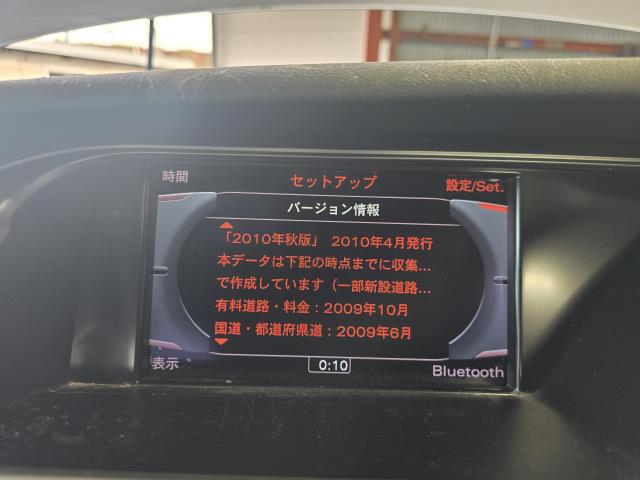 時間 セットアップ 設定/Set.
バージョン情報
「2010年秋版」 2010年4月発行
本データは下記の時点までに収集...
で作成しています（一部新設道路...
有料道路・料金：2009年10月
国道・都道府県道：2009年6月
表示 0:10 Bluetooth